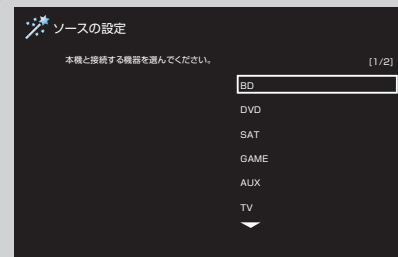 ソースの設定
本機と接続する機器を選んでください。
[1/2]
BD
DVD
SAT
GAME
AUX
TV